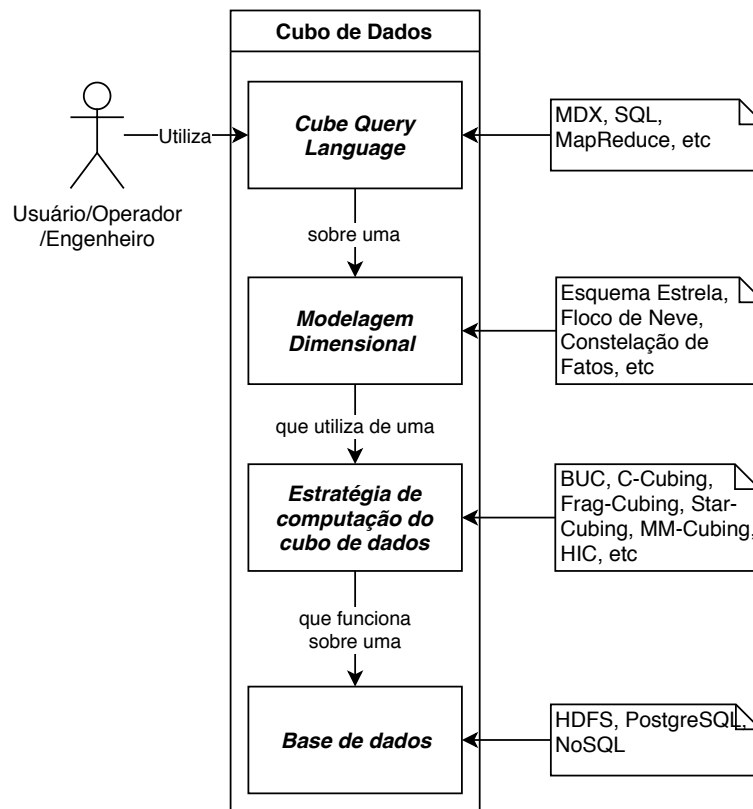 Cubo de Dados
Cube Query
Language
Utiliza
MDX, SQL,
MapReduce, etc
Usuário/Operador
/Engenheiro
sobre uma
Modelagem
Dimensional
Esquema Estrela,
Floco de Neve,
Constelação de
Fatos, etc
que utiliza de uma
Estratégia de
computação do
cubo de dados
BUC, C-Cubing,
Frag-Cubing, Star-
Cubing, MM-Cubing,
HIC, etc
que funciona
sobre uma
Base de dados
HDFS, PostgreSQL,
NoSQL